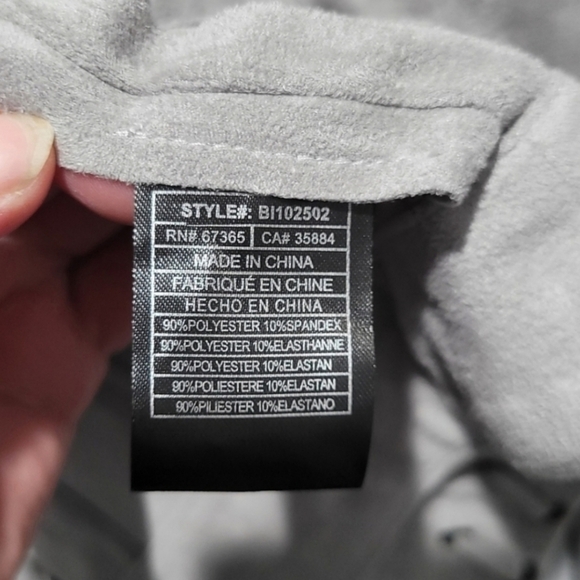 STYLE#: BI102502
RN# 67365 CA# 35884
MADE IN CHINA
FABRIQUÉ EN CHINE
HECHO EN CHINA
90%POLYESTER 10%SPANDEX
90%POLYESTER 10%ELASTHANNE
90%POLYESTER 10%ELASTAN
90%POLIESTERE 10%ELASTAN
90%PILIESTER 10%ELASTANO